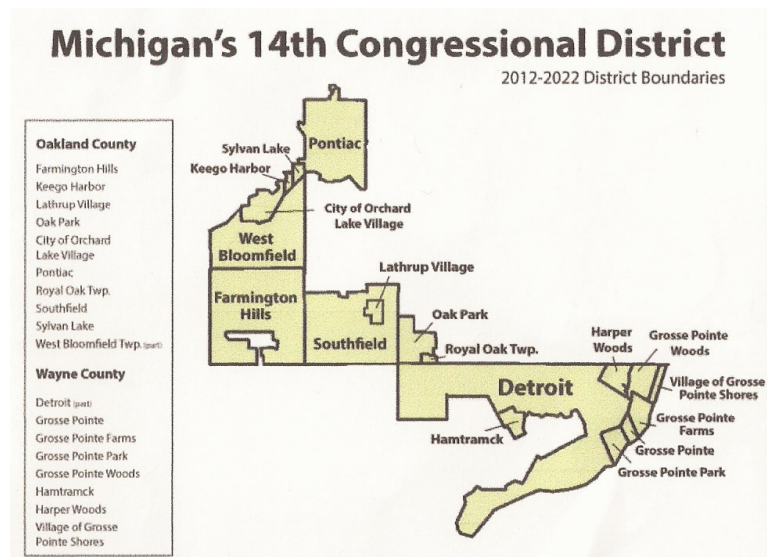 Michigan's 14th Congressional District
2012-2022 District Boundaries
Oakland County
Farmington Hills
Keego Harbor
Lathrup Village
Oak Park
City of Orchard
Lake Village
Pontiac
Royal Oak Twp.
Southfield
Sylvan Lake
West Bloomfield Twp. (part)
Wayne County
Detroit (part)
Grosse Pointe
Grosse Pointe Farms
Grosse Pointe Park
Grosse Pointe Woods
Hamtramck
Harper Woods
Village of Grosse
Pointe Shores
Pontiac
Sylvan Lake
Keego Harbor
City of Orchard
Lake Village
West
Bloomfield
Lathrup Village
Farmington
Hills
Southfield
Oak Park
Royal Oak Twp.
Harper
Woods
Grosse Pointe
Woods
Detroit
Village of Grosse
Pointe Shores
Hamtramck
Grosse Pointe
Farms
Grosse Pointe
Grosse Pointe Park